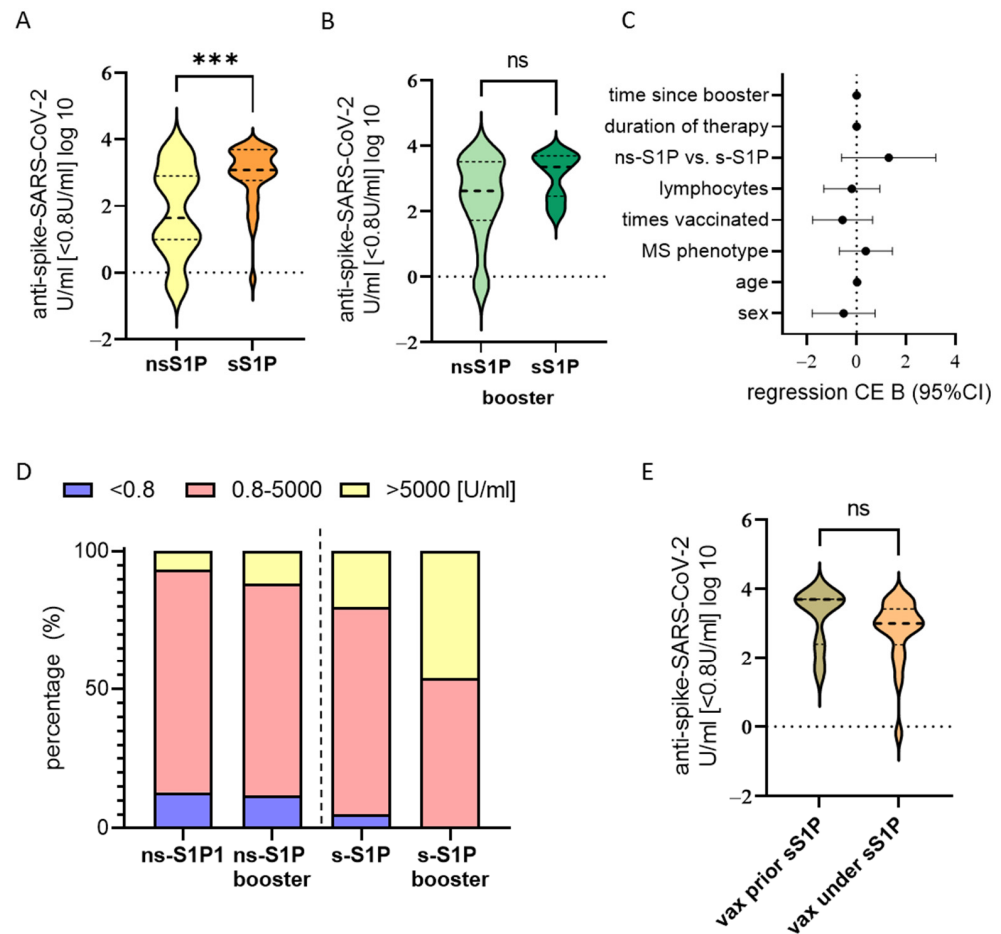 A
anti-spike-SARS-CoV-2
U/ml [<0.8U/ml] log 10
6
4
2
0
−2
***
nsS1P
sS1P
B
anti-spike-SARS-CoV-2
U/ml [<0.8U/ml] log 10
6
4
2
0
−2
ns
nsS1P
sS1P
booster
C
time since booster
duration of therapy
ns-S1P vs. s-S1P
lymphocytes
times vaccinated
MS phenotype
age
sex
−2
0
2
4
regression CE B (95%CI)
D
<0.8
0.8-5000
>5000 [U/ml]
percentage (%)
100
50
0
ns-S1P1
ns-S1P
booster
s-S1P
s-S1P
booster
E
anti-spike-SARS-CoV-2
U/ml [<0.8U/ml] log 10
6
4
2
0
−2
ns
vax prior sS1P
vax under sS1P